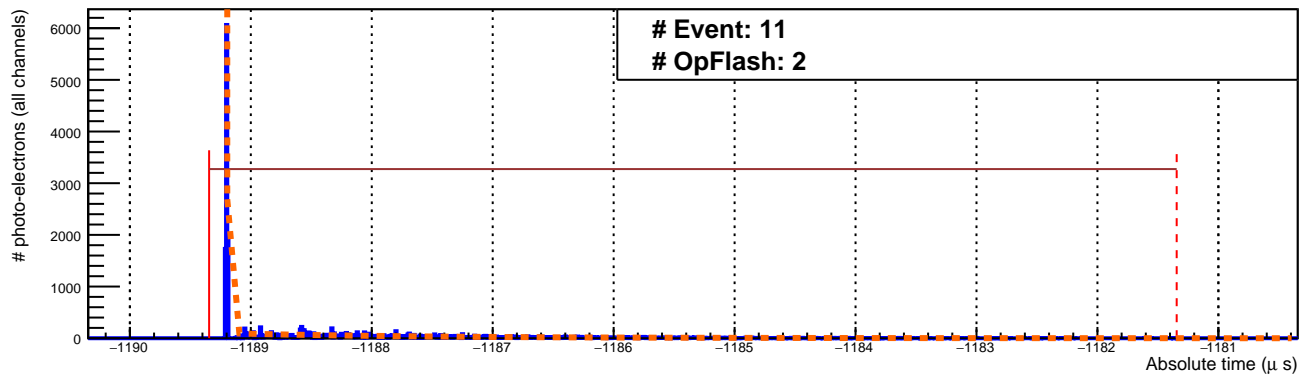 # Event: 11
# OpFlash: 2
# photo-electrons (all channels)
6000
5000
4000
3000
2000
1000
0
−1190 −1189 −1188 −1187 −1186 −1185 −1184 −1183 −1182 −1181
Absolute time (μ s)